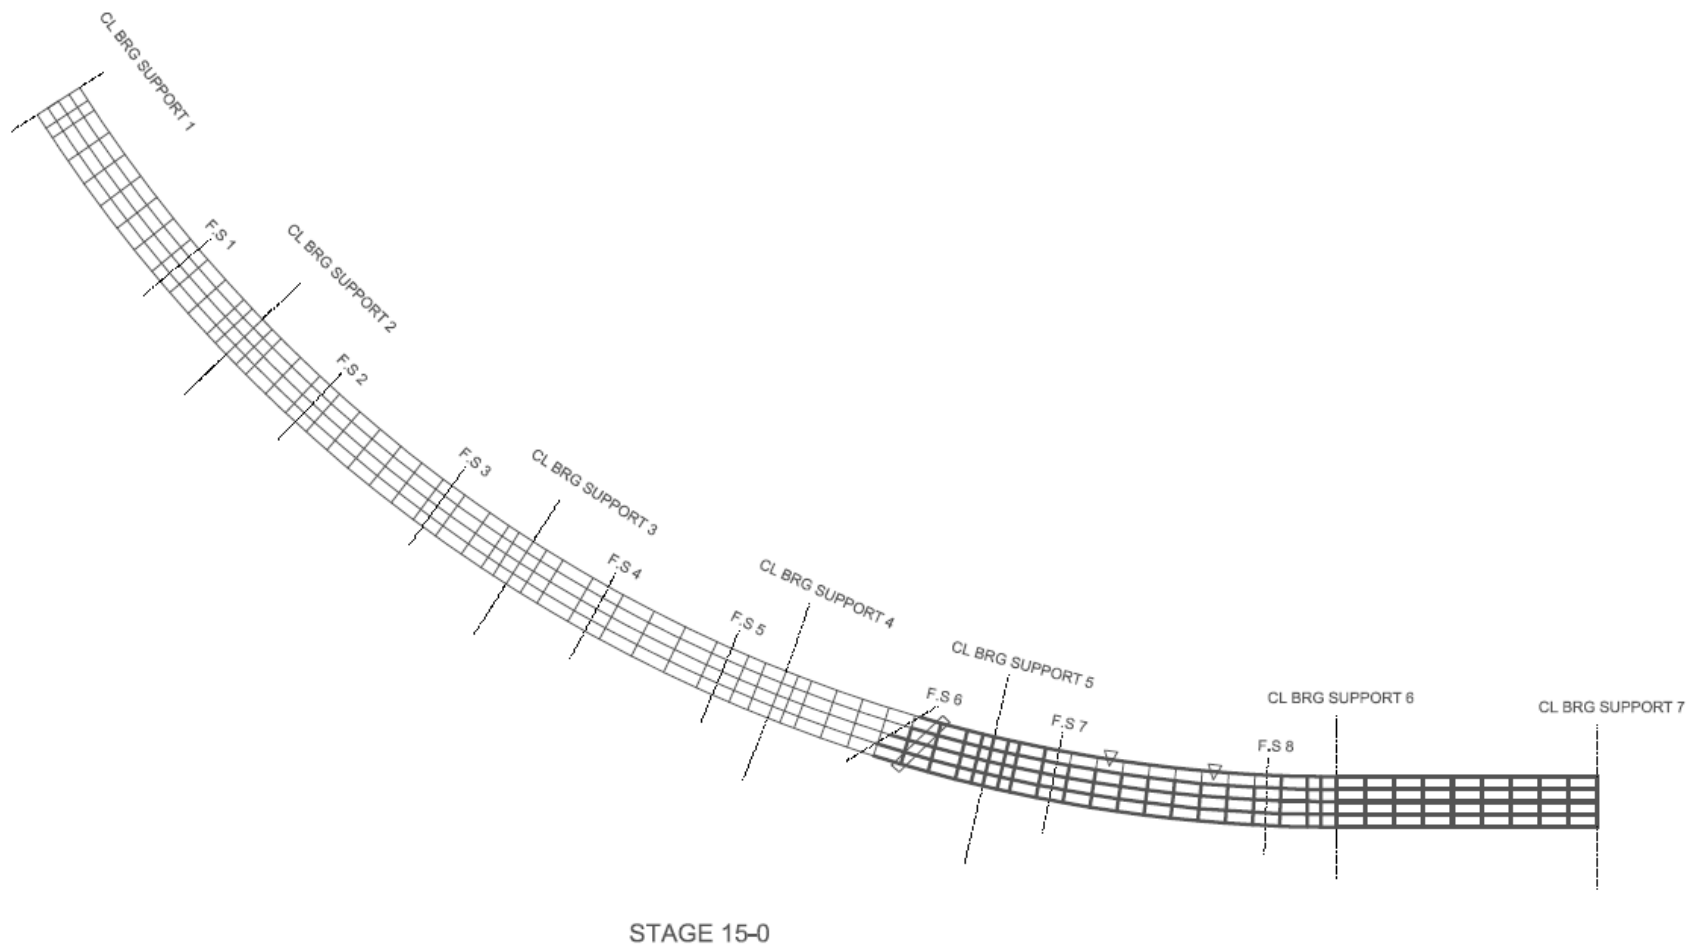 CL BRG SUPPORT 1
F.S 1
CL BRG SUPPORT 2
F.S 2
F.S 3
CL BRG SUPPORT 3
F.S 4
CL BRG SUPPORT 4
F.S 5
CL BRG SUPPORT 5
F.S 6
F.S 7
CL BRG SUPPORT 6
F.S 8
CL BRG SUPPORT 7
STAGE 15-0